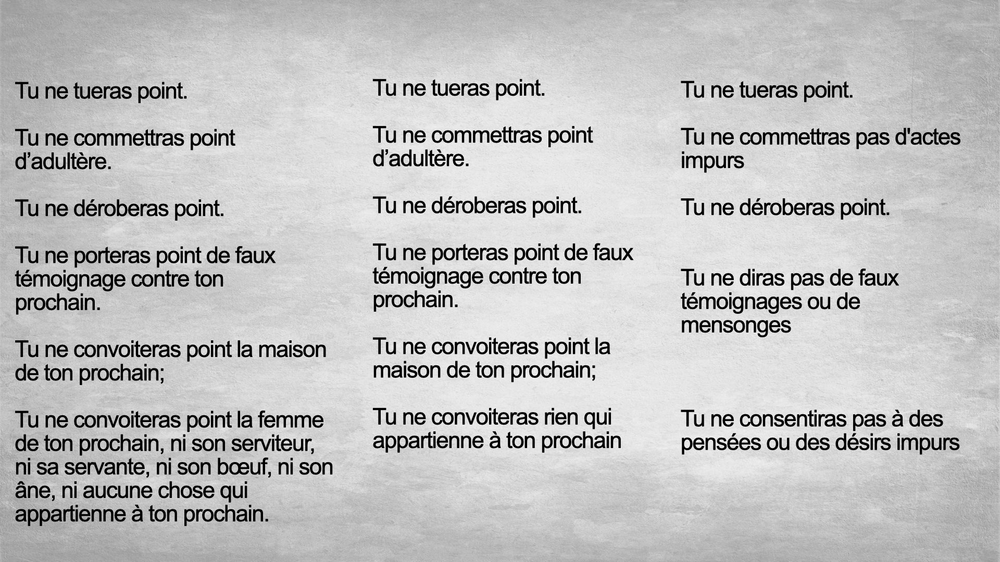 Tu ne tueras point.
Tu ne commettras point
d’adultère.
Tu ne déroberas point.
Tu ne porteras point de faux
témoignage contre ton
prochain.
Tu ne convoiteras point la maison
de ton prochain;
Tu ne convoiteras point la femme
de ton prochain, ni son serviteur,
ni sa servante, ni son bœuf, ni son
âne, ni aucune chose qui
appartienne à ton prochain.
Tu ne tueras point.
Tu ne commettras point
d’adultère.
Tu ne déroberas point.
Tu ne porteras point de faux
témoignage contre ton
prochain.
Tu ne convoiteras point la
maison de ton prochain;
Tu ne convoiteras rien qui
appartienne à ton prochain
Tu ne tueras point.
Tu ne commettras pas d'actes
impurs
Tu ne déroberas point.
Tu ne diras pas de faux
témoignages ou de
mensonges
Tu ne consentiras pas à des
pensées ou des désirs impurs